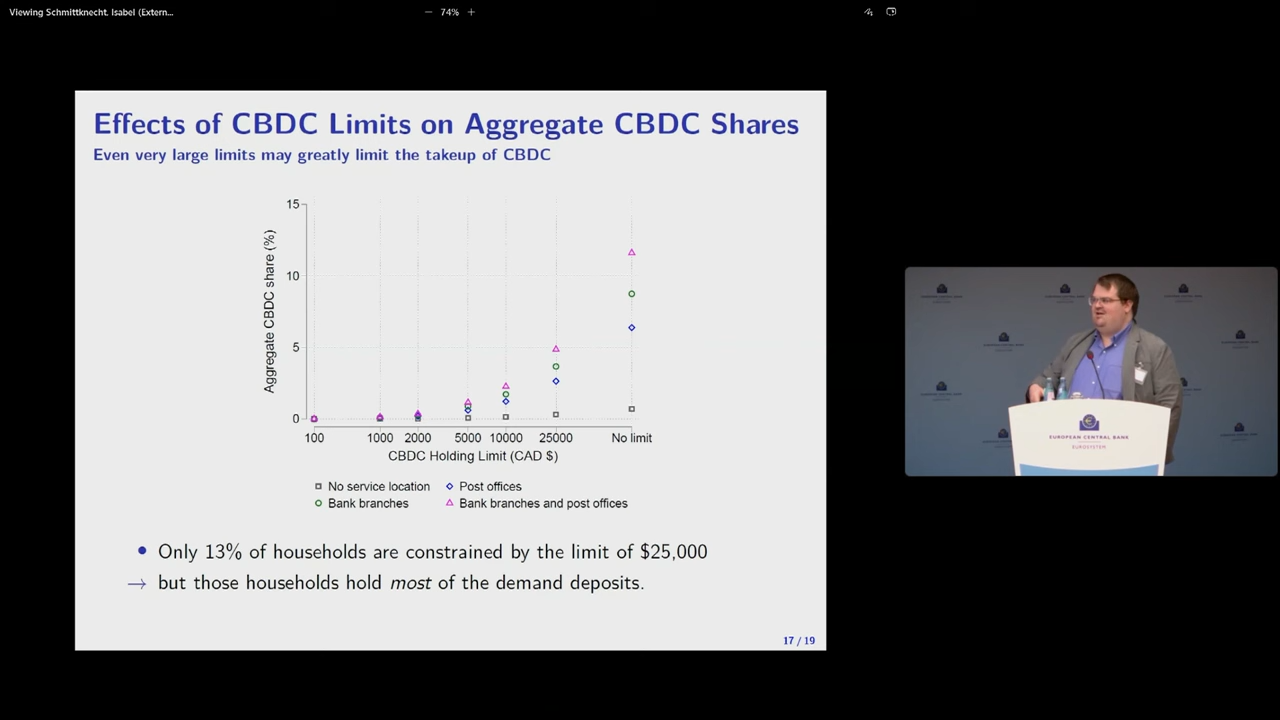 Viewing Schmittknecht, Isabel (Extern...
— 74% +
Effects of CBDC Limits on Aggregate CBDC Shares
Even very large limits may greatly limit the takeup of CBDC
Aggregate CBDC share (%)
15
10
5
0
100 1000 2000 5000 10000 25000 No limit
CBDC Holding Limit (CAD $)
No service location Post offices
Bank branches Bank branches and post offices
• Only 13% of households are constrained by the limit of $25,000
→ but those households hold most of the demand deposits.
17 / 19
EUROPEAN CENTRAL BANK
EUROSYSTEM